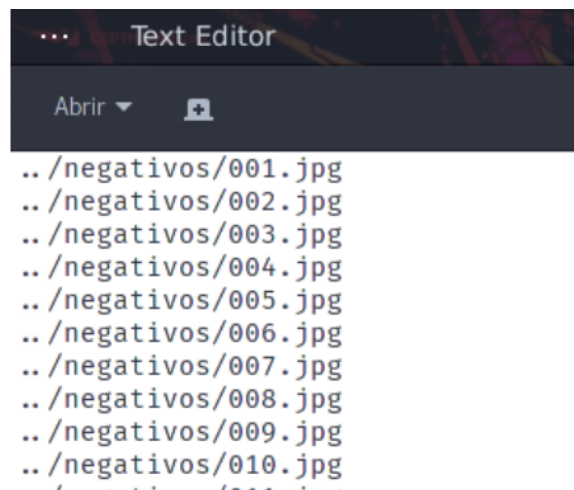 ... Text Editor
Abrir
../negativos/001.jpg
../negativos/002.jpg
../negativos/003.jpg
../negativos/004.jpg
../negativos/005.jpg
../negativos/006.jpg
../negativos/007.jpg
../negativos/008.jpg
../negativos/009.jpg
../negativos/010.jpg